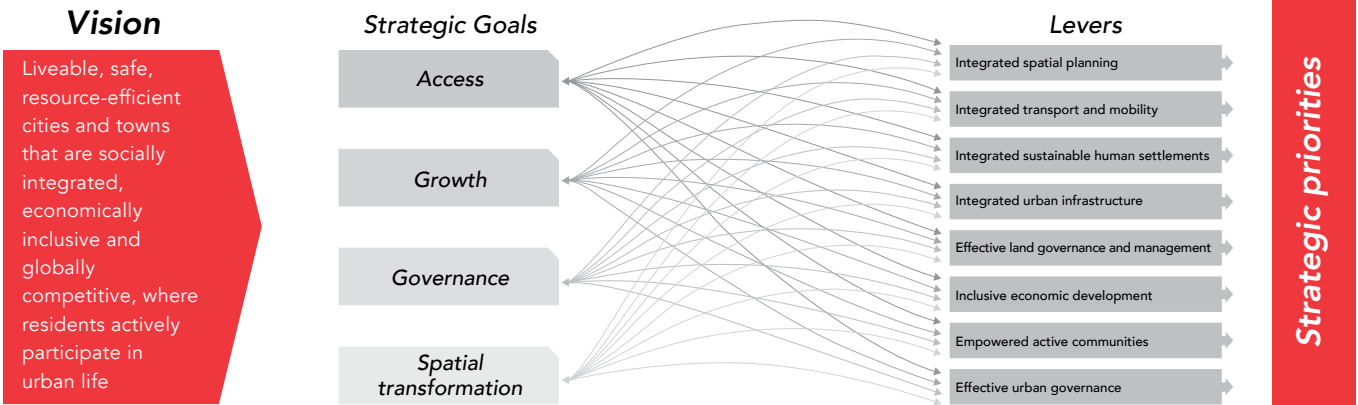 Vision
Liveable, safe,
resource-efficient
cities and towns
that are socially
integrated,
economically
inclusive and
globally
competitive, where
residents actively
participate in
urban life
Strategic Goals
Access
Growth
Governance
Spatial
transformation
Levers
Integrated spatial planning
Integrated transport and mobility
Integrated sustainable human settlements
Integrated urban infrastructure
Effective land governance and management
Inclusive economic development
Empowered active communities
Effective urban governance
Strategic priorities